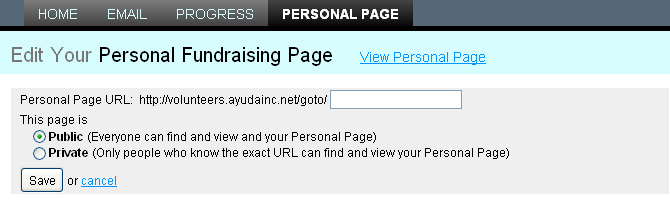 HOME EMAIL PROGRESS PERSONAL PAGE
Edit Your Personal Fundraising Page View Personal Page
Personal Page URL: http://volunteers.ayudainc.net/goto/
This page is
Public (Everyone can find and view and your Personal Page)
Private (Only people who know the exact URL can find and view your Personal Page)
Save or cancel